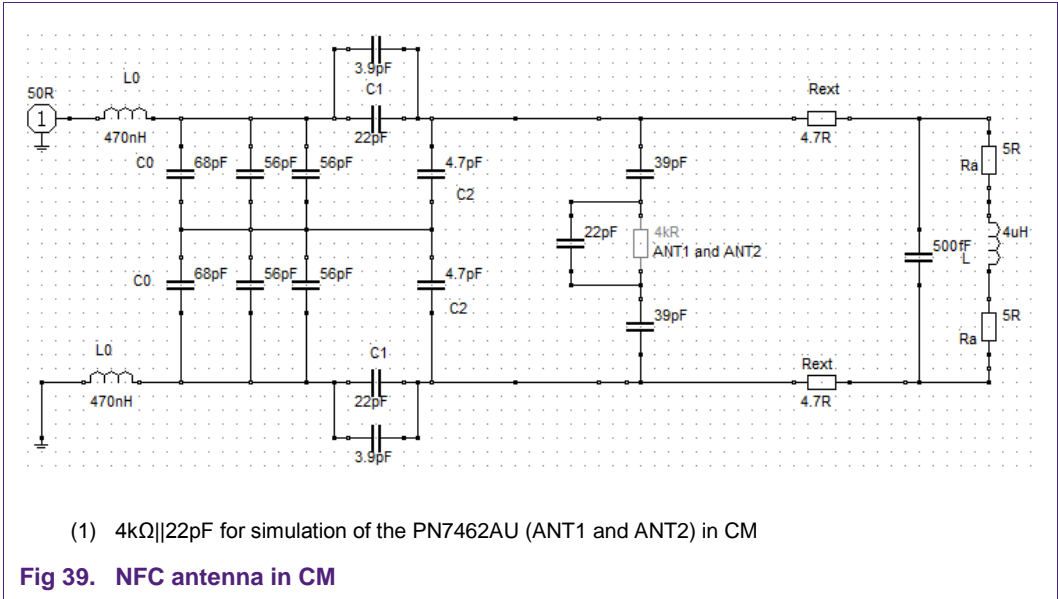 3.9pF
L0
C1
Rext
50R
1
470nH
22pF
4.7R
C0
68pF
56pF
56pF
4.7pF
C2
39pF
5R
Ra
22pF
4kR
ANT1 and ANT2
4uH
500fF
L
C0
68pF
56pF
56pF
4.7pF
C2
39pF
5R
Ra
L0
C1
Rext
470nH
22pF
4.7R
3.9pF
(1) 4kΩ||22pF for simulation of the PN7462AU (ANT1 and ANT2) in CM
Fig 39. NFC antenna in CM